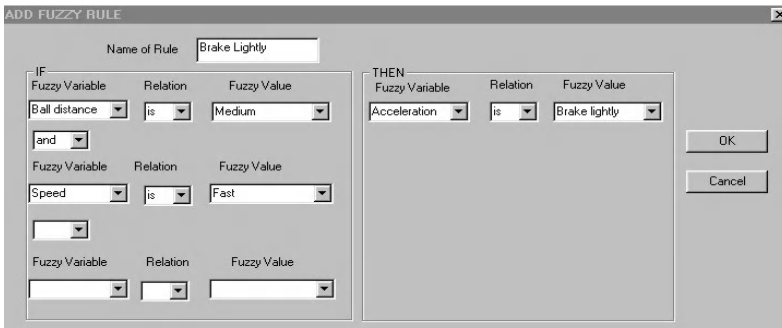 ADD FUZZY RULE
Name of Rule Brake Lightly
IF
Fuzzy Variable Relation Fuzzy Value
Ball distance is Medium
and
Fuzzy Variable Relation Fuzzy Value
Speed is Fast
Fuzzy Variable Relation Fuzzy Value
THEN
Fuzzy Variable Relation Fuzzy Value
Acceleration is Brake lightly
OK
Cancel